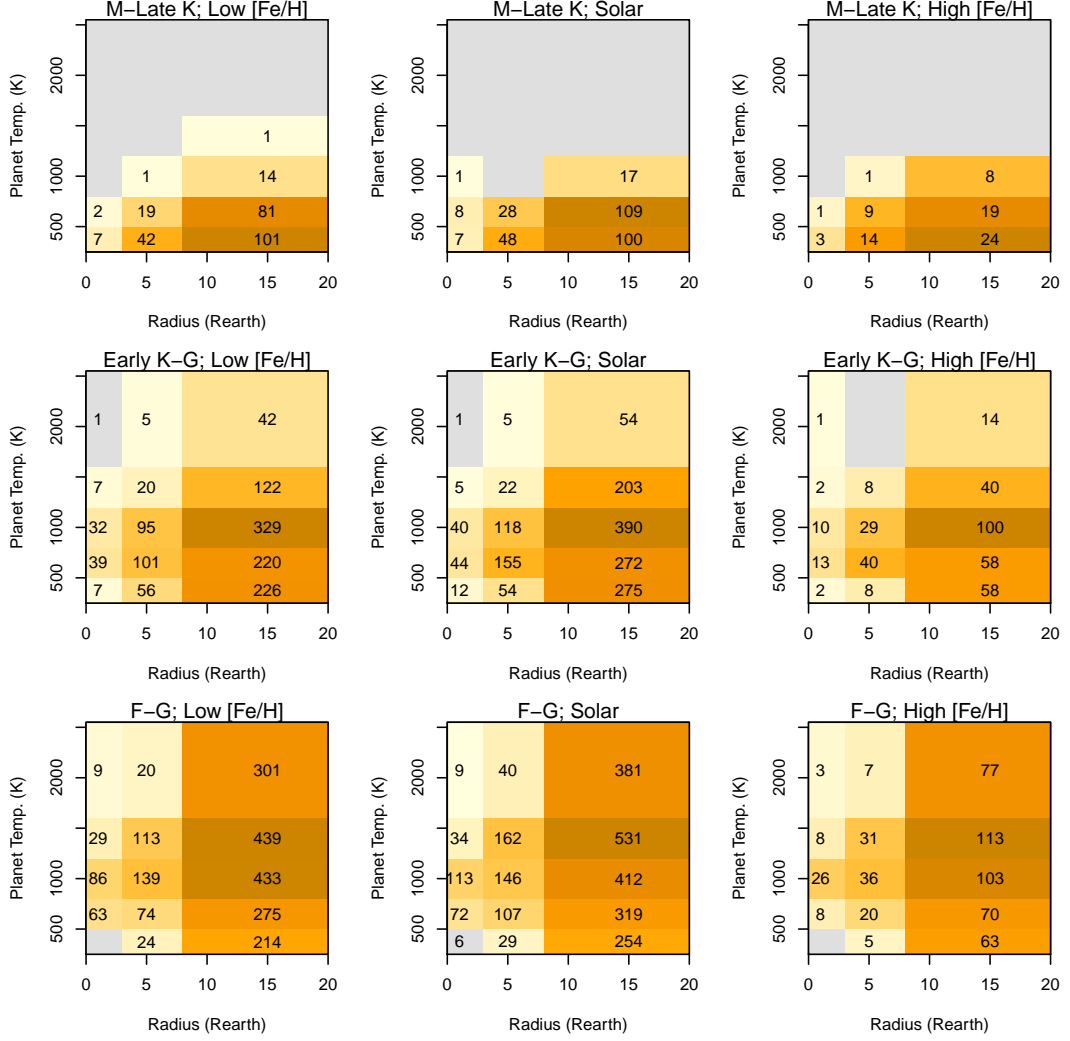 M−Late K; Low [Fe/H]
M−Late K; Solar
M−Late K; High [Fe/H]
Planet Temp. (K)
2000
1000
500
1
1 14
2 19 81
7 42 101
0 5 10 15 20
Radius (Rearth)
Planet Temp. (K)
2000
1000
500
1 17
8 28 109
7 48 100
0 5 10 15 20
Radius (Rearth)
Planet Temp. (K)
2000
1000
500
1 8
1 9 19
3 14 24
0 5 10 15 20
Radius (Rearth)
Early K−G; Low [Fe/H]
Early K−G; Solar
Early K−G; High [Fe/H]
Planet Temp. (K)
2000
1000
500
1 5 42
7 20 122
32 95 329
39 101 220
7 56 226
0 5 10 15 20
Radius (Rearth)
Planet Temp. (K)
2000
1000
500
1 5 54
5 22 203
40 118 390
44 155 272
12 54 275
0 5 10 15 20
Radius (Rearth)
Planet Temp. (K)
2000
1000
500
1 14
2 8 40
10 29 100
13 40 58
2 8 58
0 5 10 15 20
Radius (Rearth)
F−G; Low [Fe/H]
F−G; Solar
F−G; High [Fe/H]
Planet Temp. (K)
2000
1000
500
9 20 301
29 113 439
86 139 433
63 74 275
24 214
0 5 10 15 20
Radius (Rearth)
Planet Temp. (K)
2000
1000
500
9 40 381
34 162 531
113 146 412
72 107 319
6 29 254
0 5 10 15 20
Radius (Rearth)
Planet Temp. (K)
2000
1000
500
3 7 77
8 31 113
26 36 103
8 20 70
5 63
0 5 10 15 20
Radius (Rearth)